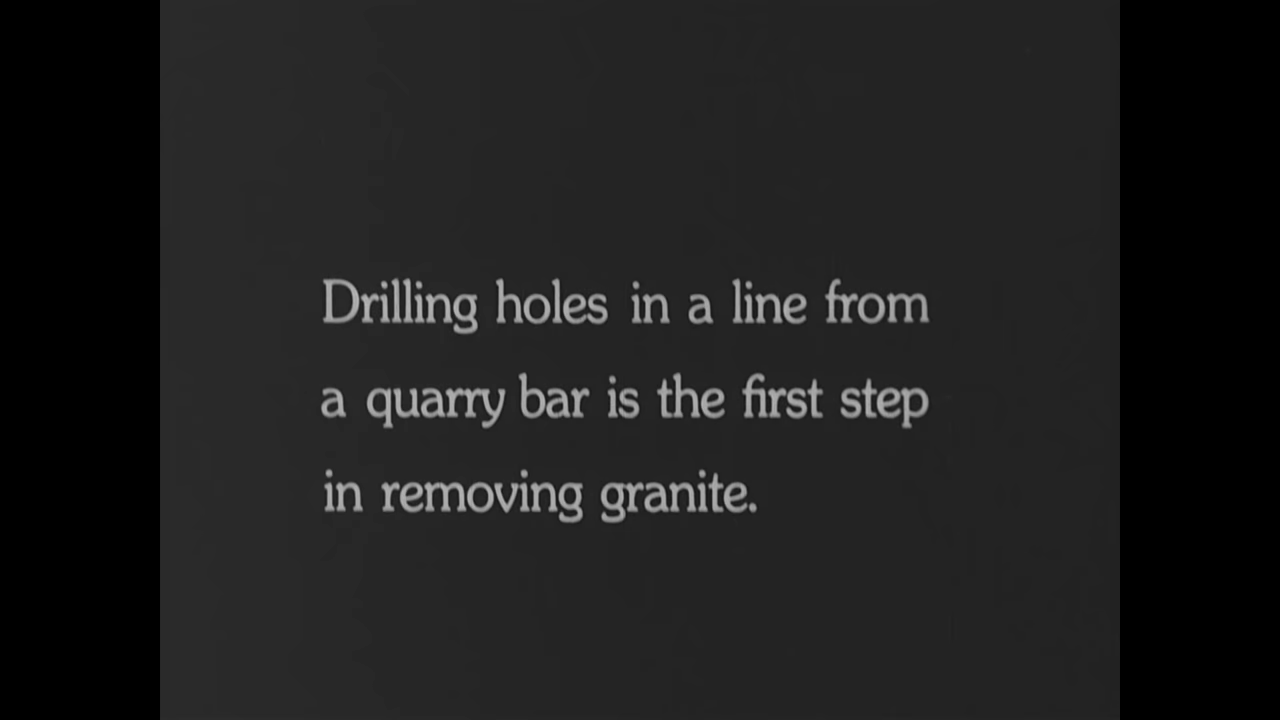 Drilling holes in a line from
a quarry bar is the first step
in removing granite.